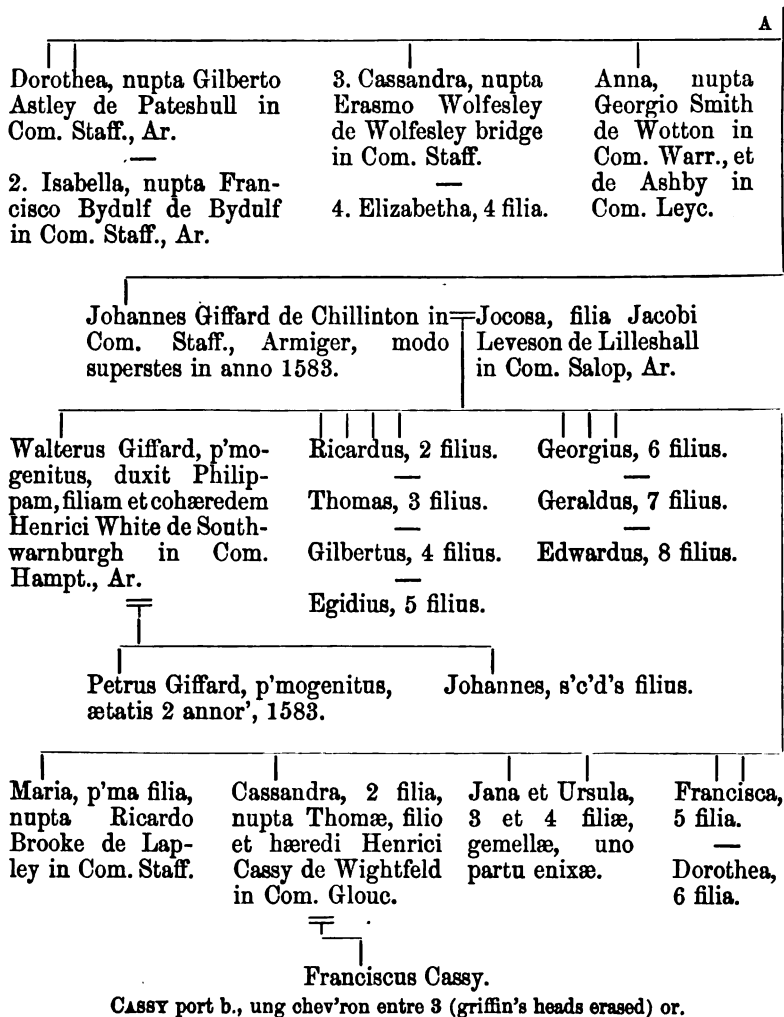 A
Dorothea, nupta Gilberto
Astley de Pateshull in
Com. Staff., Ar.
—
2. Isabella, nupta Fran-
cisco Bydulf de Bydulf
in Com. Staff., Ar.
3. Cassandra, nupta
Erasmo Wolfesley
de Wolfesley bridge
in Com. Staff.
—
4. Elizabetha, 4 filia.
Anna, nupta
Georgio Smith
de Wotton in
Com. Warr., et
de Ashby in
Com. Leyc.
Johannes Giffard de Chillinton in
Com. Staff., Armiger, modo
superstes in anno 1583.
Jocosa, filia Jacobi
Leveson de Lilleshall
in Com. Salop, Ar.
Walterus Giffard, p'mo-
genitus, duxit Philip-
pam, filiam et cohæredem
Henrici White de South-
warnburgh in Com.
Hampt., Ar.
Ricardus, 2 filius.
—
Thomas, 3 filius.
—
Gilbertus, 4 filius.
—
Egidius, 5 filius.
Georgius, 6 filius.
—
Geraldus, 7 filius.
—
Edwardus, 8 filius.
Petrus Giffard, p'mogenitus,
ætatis 2 annor', 1583.
Johannes, s'c'd's filius.
Maria, p'ma filia,
nupta Ricardo
Brooke de Lap-
ley in Com. Staff.
Cassandra, 2 filia,
nupta Thomæ, filio
et hæredi Henrici
Cassy de Wightfeld
in Com. Glouc.
Jana et Ursula,
3 et 4 filiæ,
gemellæ, uno
partu enixæ.
Francisca,
5 filia.
—
Dorothea,
6 filia.
Franciscus Cassy.
CASSY port b., ung chev'ron entre 3 (griffin's heads erased) or.